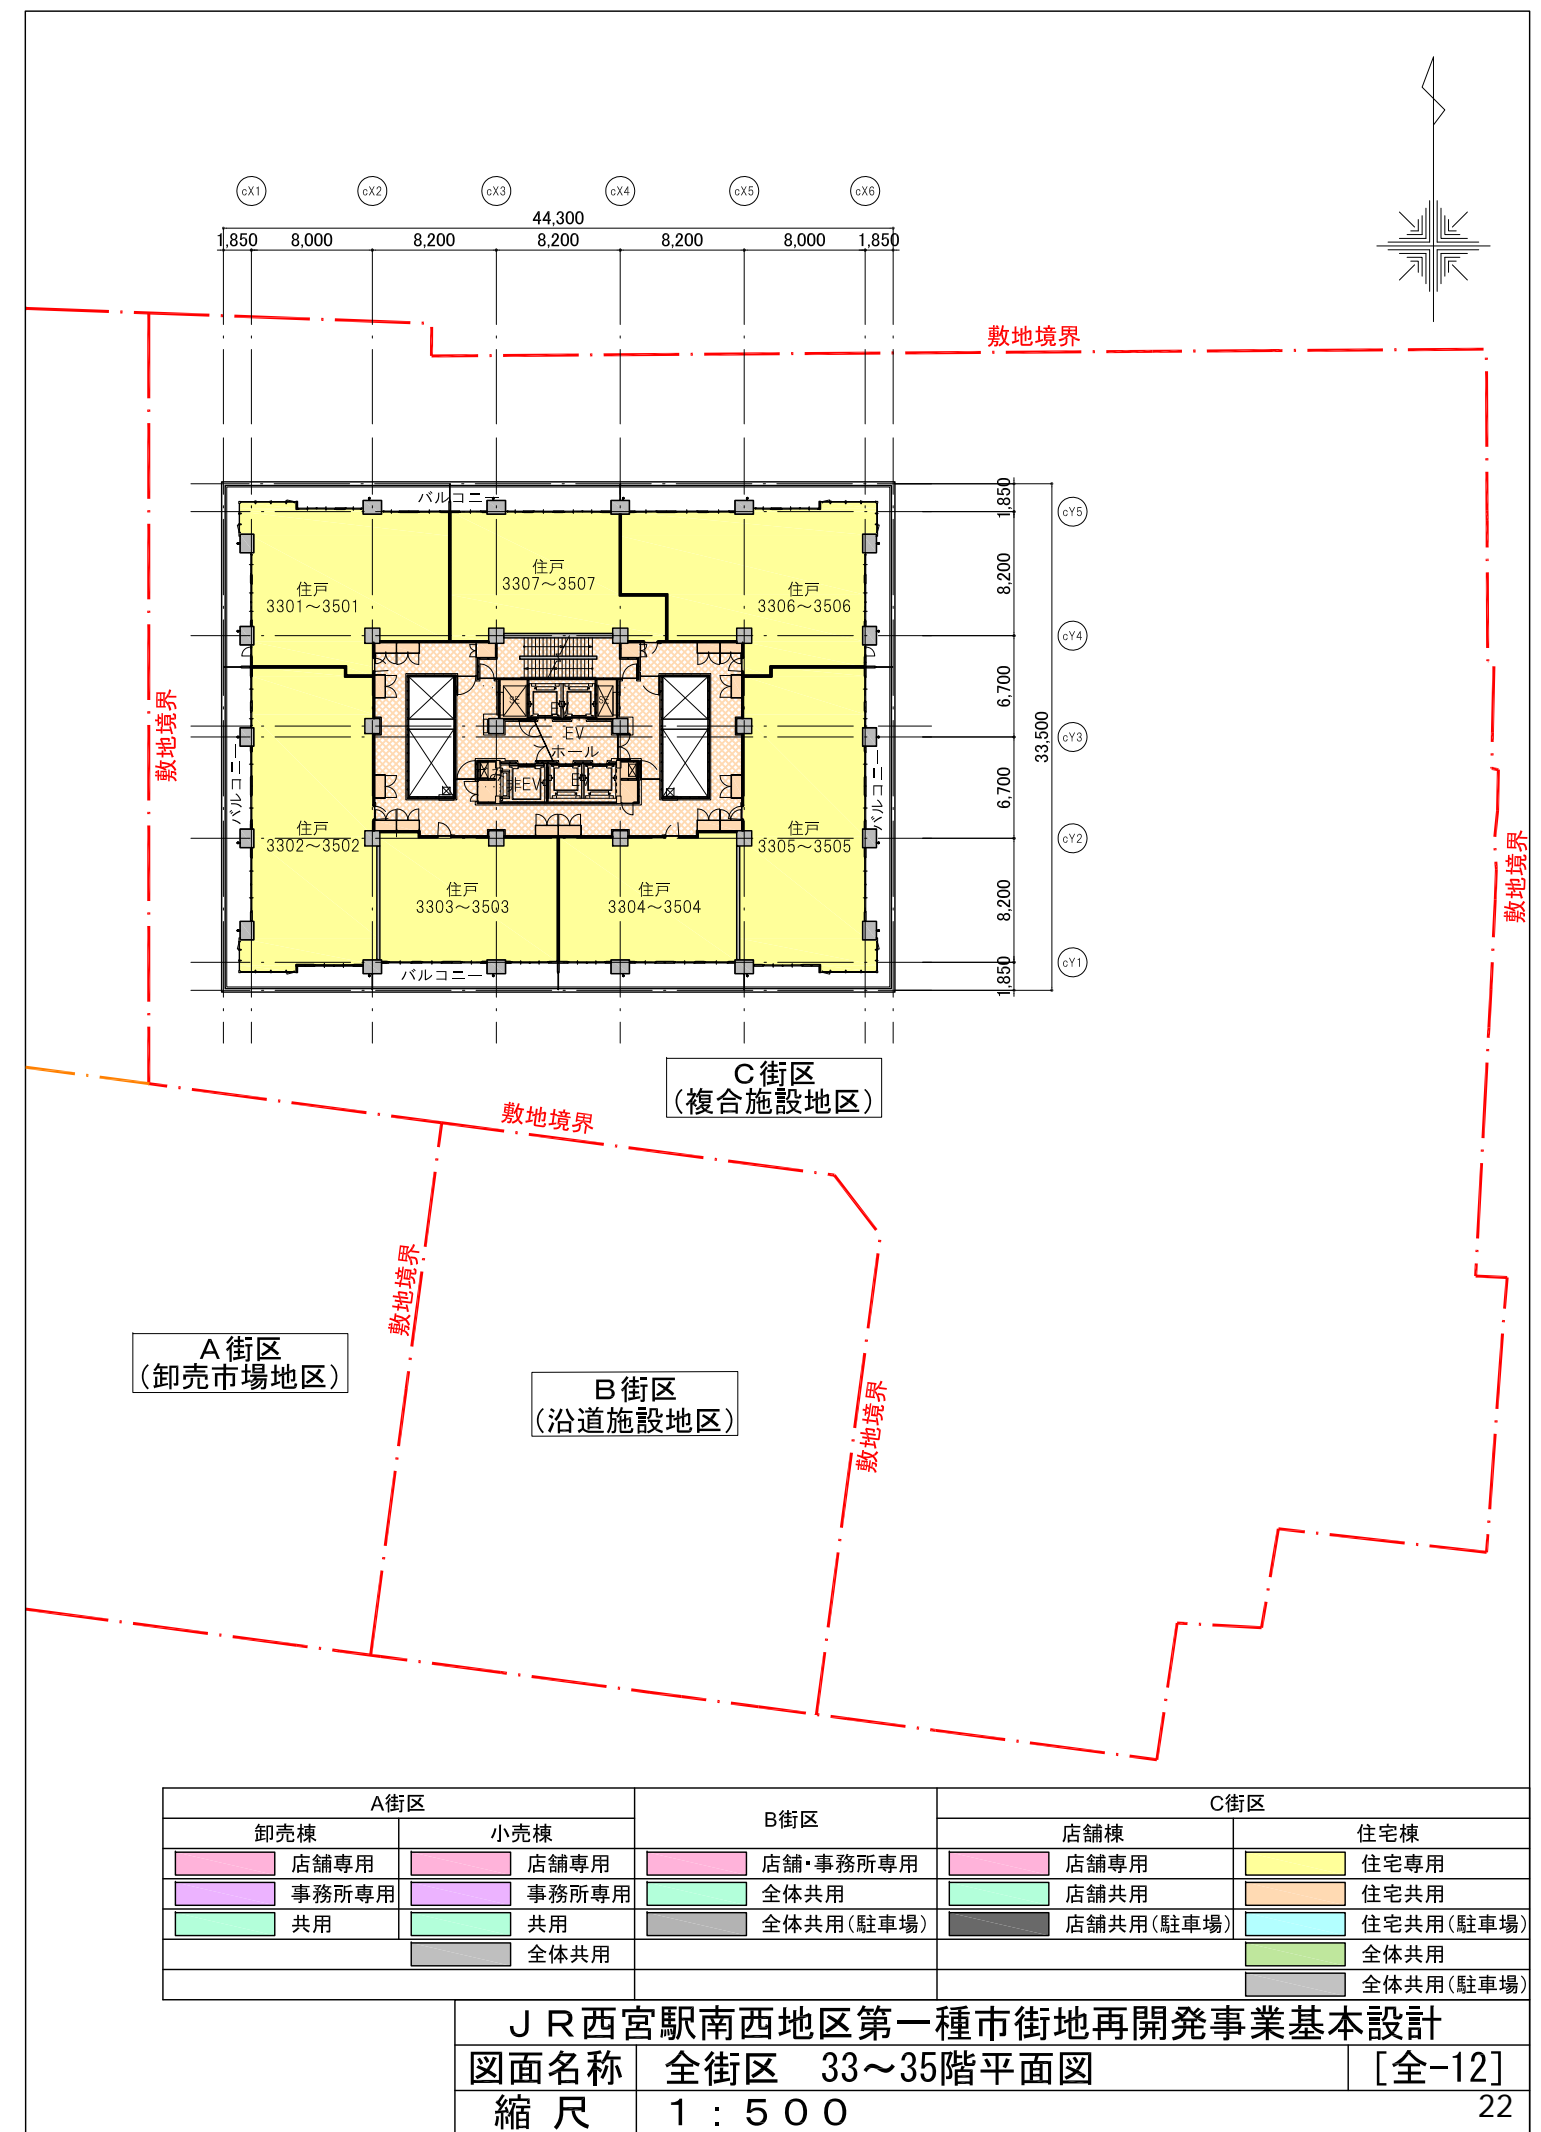 cX1 cX2 cX3 cX4 cX5 cX6
44,300
1,850 8,000 8,200 8,200 8,200 8,000 1,850
敷地境界
バルコニー
1,850
cY5
住戸
3307～3507
8,200
住戸
3301～3501
住戸
3306～3506
cY4
敷地境界
6,700
33,500
EV
ホール
cY3
バルコニー
バルコニー
非EV
6,700
住戸
3302～3502
住戸
3305～3505
cY2
敷地境界
住戸
3303～3503
住戸
3304～3504
8,200
バルコニー
1,850
cY1
C街区
（複合施設地区）
敷地境界
敷地境界
A街区
（卸売市場地区）
B街区
（沿道施設地区）
敷地境界
A街区 B街区 C街区
卸売棟 小売棟 店舗棟 住宅棟
店舗専用 店舗専用 店舗・事務所専用 店舗専用 住宅専用
事務所専用 事務所専用 全体共用 店舗共用 住宅共用
共用 共用 全体共用(駐車場) 店舗共用(駐車場) 住宅共用(駐車場)
全体共用 全体共用
全体共用(駐車場)
ＪＲ西宮駅南西地区第一種市街地再開発事業基本設計
図面名称 全街区 33～35階平面図 [全-12]
縮尺 １：５００
22